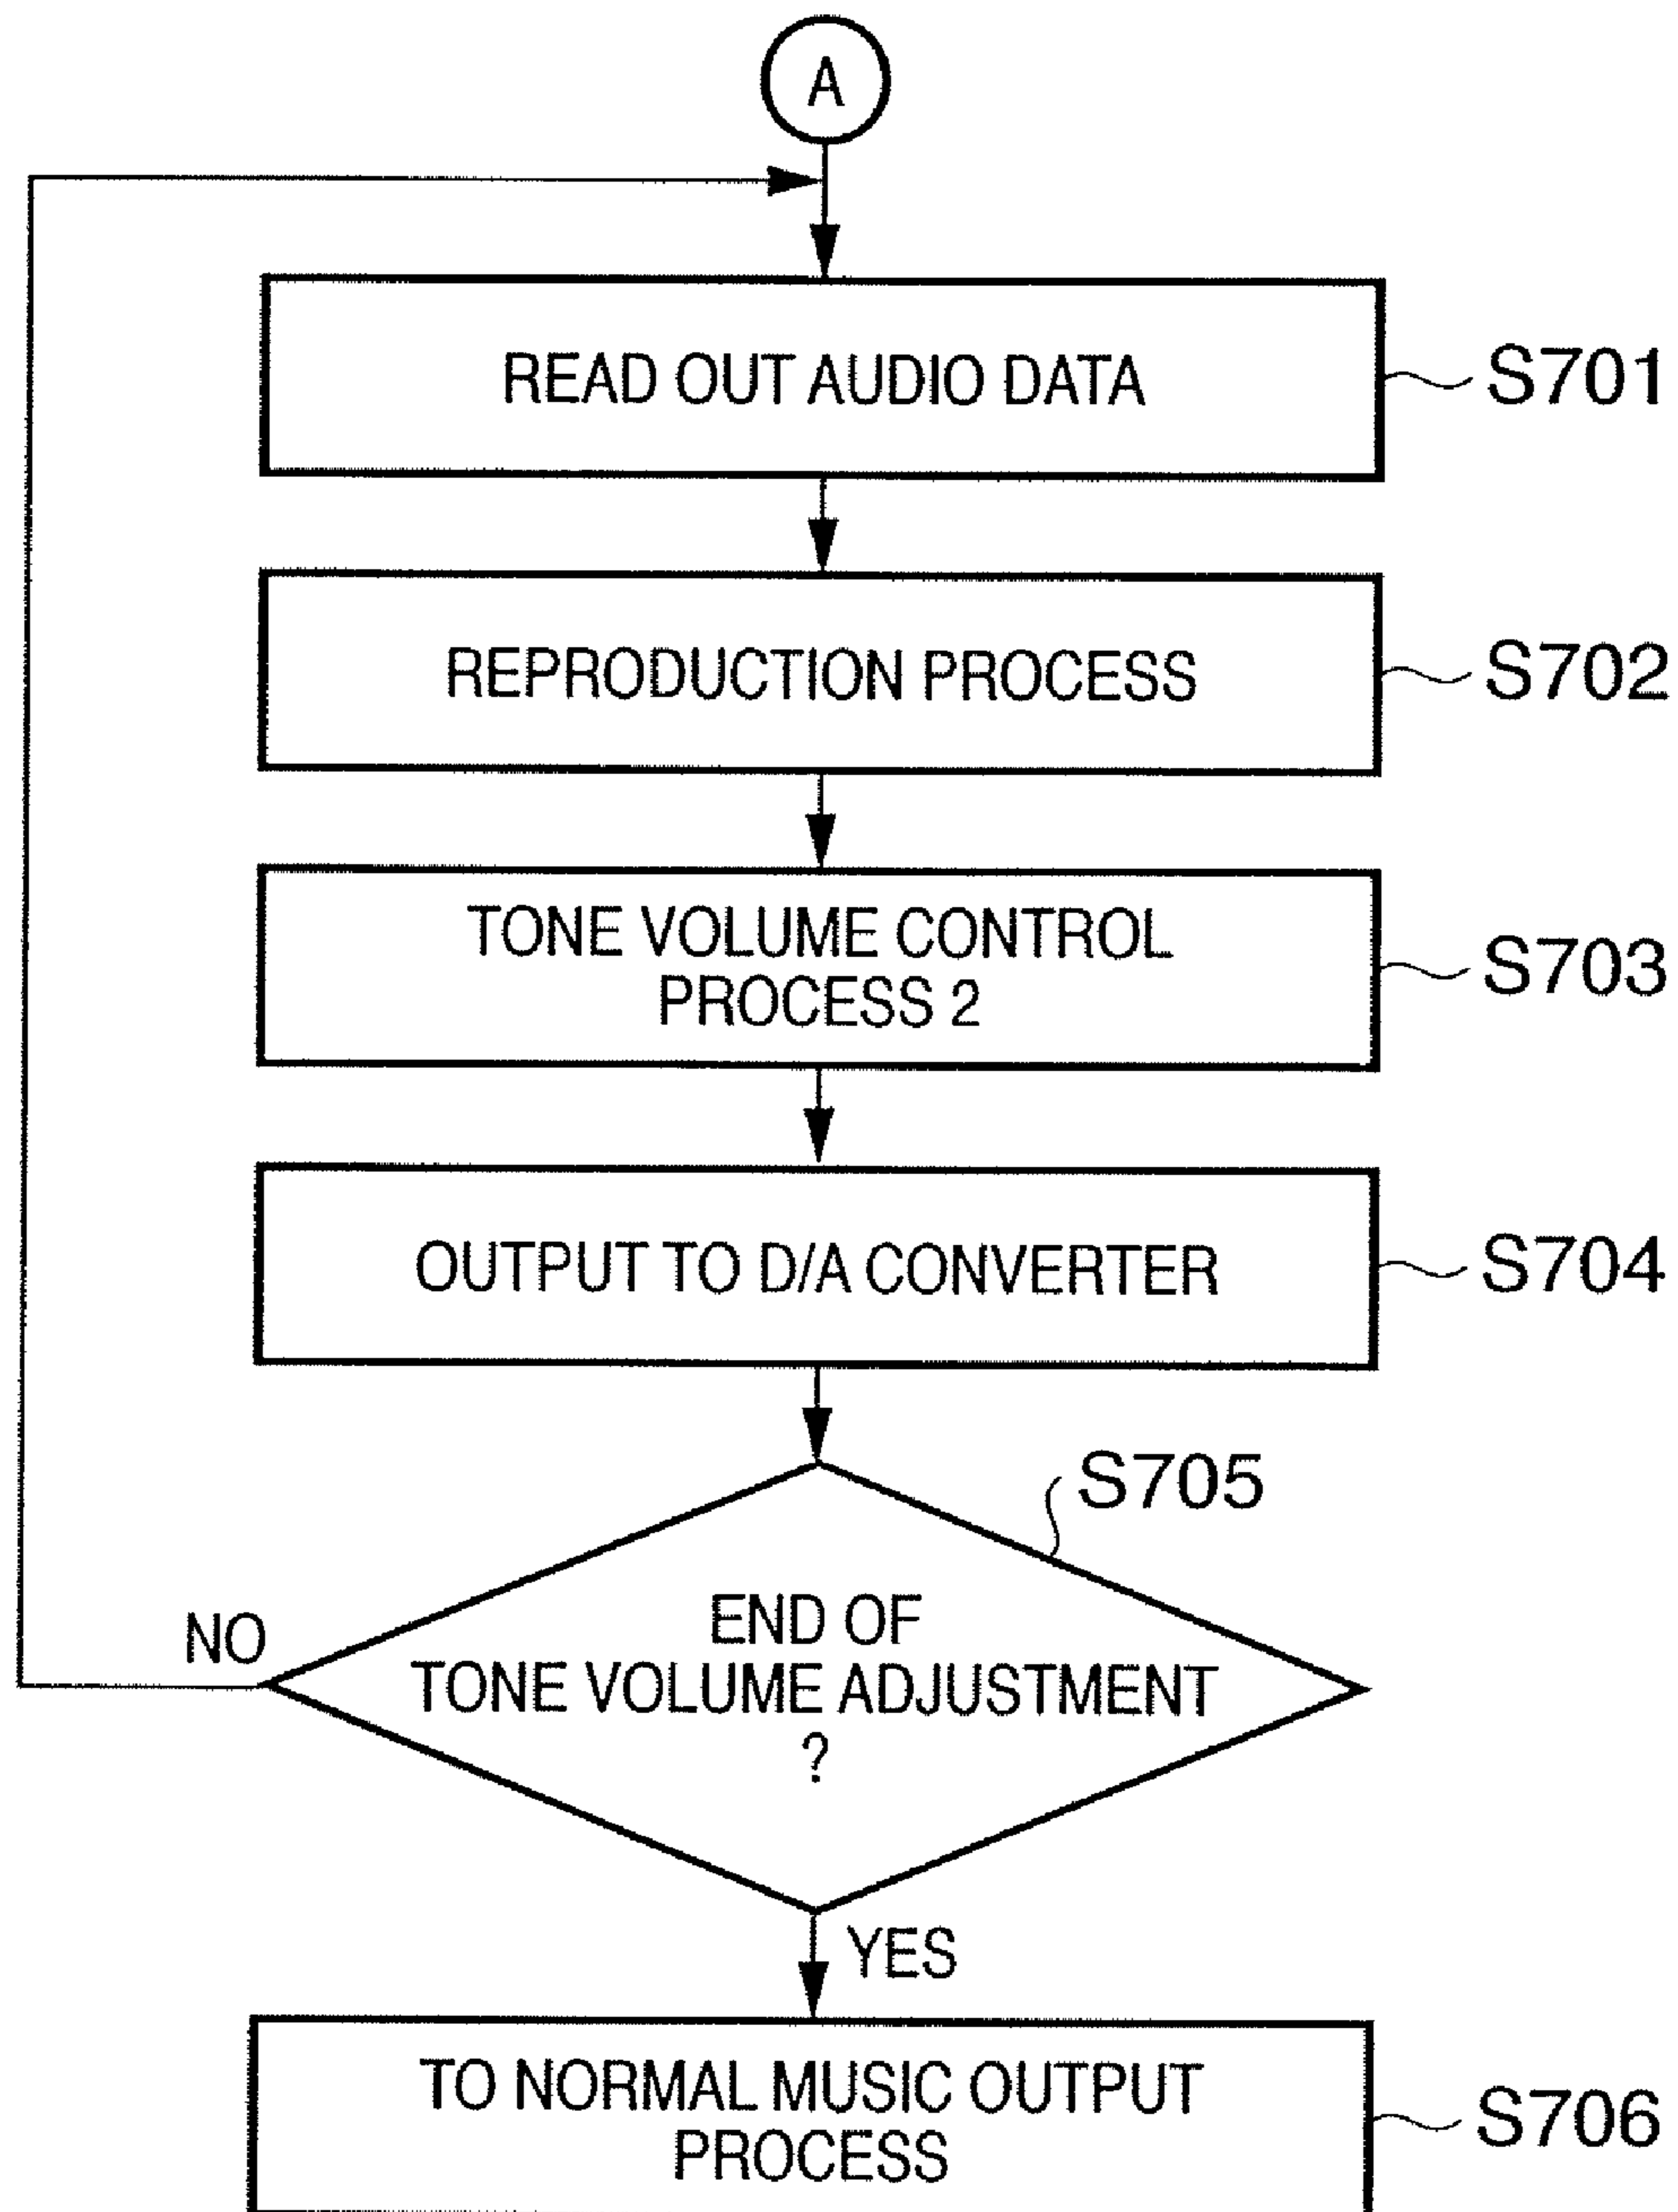 A
READ OUT AUDIO DATA
S701
REPRODUCTION PROCESS
S702
TONE VOLUME CONTROL
PROCESS 2
S703
OUTPUT TO D/A CONVERTER
S704
S705
END OF
TONE VOLUME ADJUSTMENT
?
NO
YES
TO NORMAL MUSIC OUTPUT
PROCESS
S706